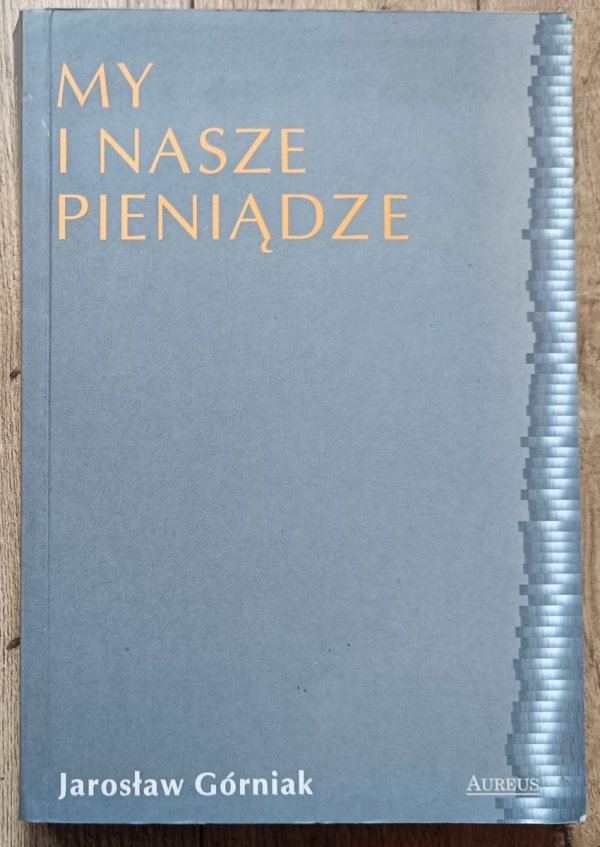 MY
I NASZE
PIENIĄDZE
Jarosław Górniak
AUREUS